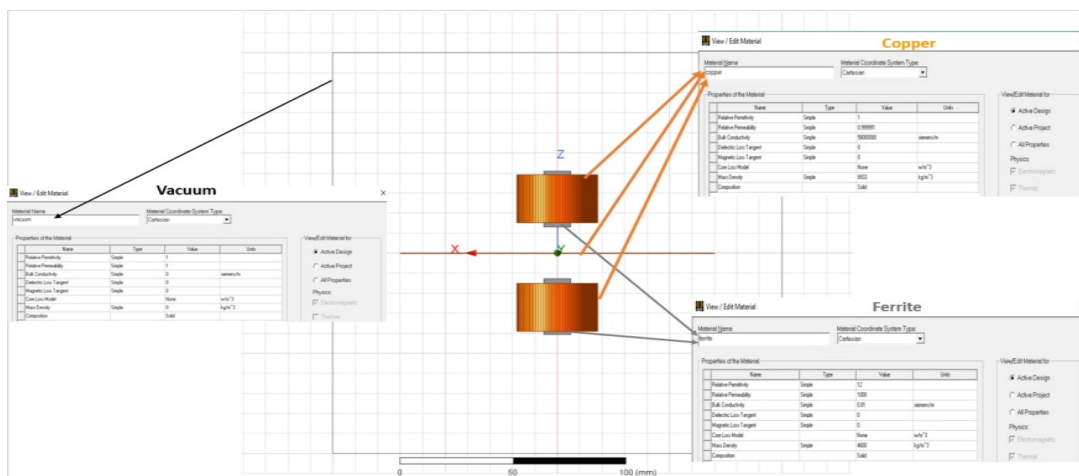 View / Edit Material
Copper
Material Name
Material Coordinate System Type:
copper
Cartesian
Properties of the Material
View/Edit Material for
Name Type Value Units
Active Design
Relative Permittivity Simple 1
Relative Permeability Simple 0.999991
Active Project
Bulk Conductivity Simple 58000000 siemens/m
Dielectric Loss Tangent Simple 0
All Properties
Magnetic Loss Tangent Simple 0
Physics:
Core Loss Model None w/m^3
Electromagnetic
Mass Density Simple 8933 kg/m^3
Composition Solid
Thermal
Z
View / Edit Material
Vacuum
Material Name
Material Coordinate System Type:
vacuum
Cartesian
Properties of the Material
View/Edit Material for
Name Type Value Units
Active Design
Relative Permittivity Simple 1
Relative Permeability Simple 1
Active Project
Bulk Conductivity Simple 0 siemens/m
Dielectric Loss Tangent Simple 0
All Properties
Magnetic Loss Tangent Simple 0
Physics:
Core Loss Model None w/m^3
Electromagnetic
Mass Density Simple 0 kg/m^3
Composition Solid
Thermal
X
Y
View / Edit Material
Ferrite
Material Name
Material Coordinate System Type:
ferrite
Cartesian
Properties of the Material
View/Edit Material for
Name Type Value Units
Active Design
Relative Permittivity Simple 12
Relative Permeability Simple 1000
Active Project
Bulk Conductivity Simple 0.01 siemens/m
Dielectric Loss Tangent Simple 0
All Properties
Magnetic Loss Tangent Simple 0
Physics:
Core Loss Model None w/m^3
Electromagnetic
Mass Density Simple 4600 kg/m^3
Composition Solid
Thermal
0 50 100 (mm)